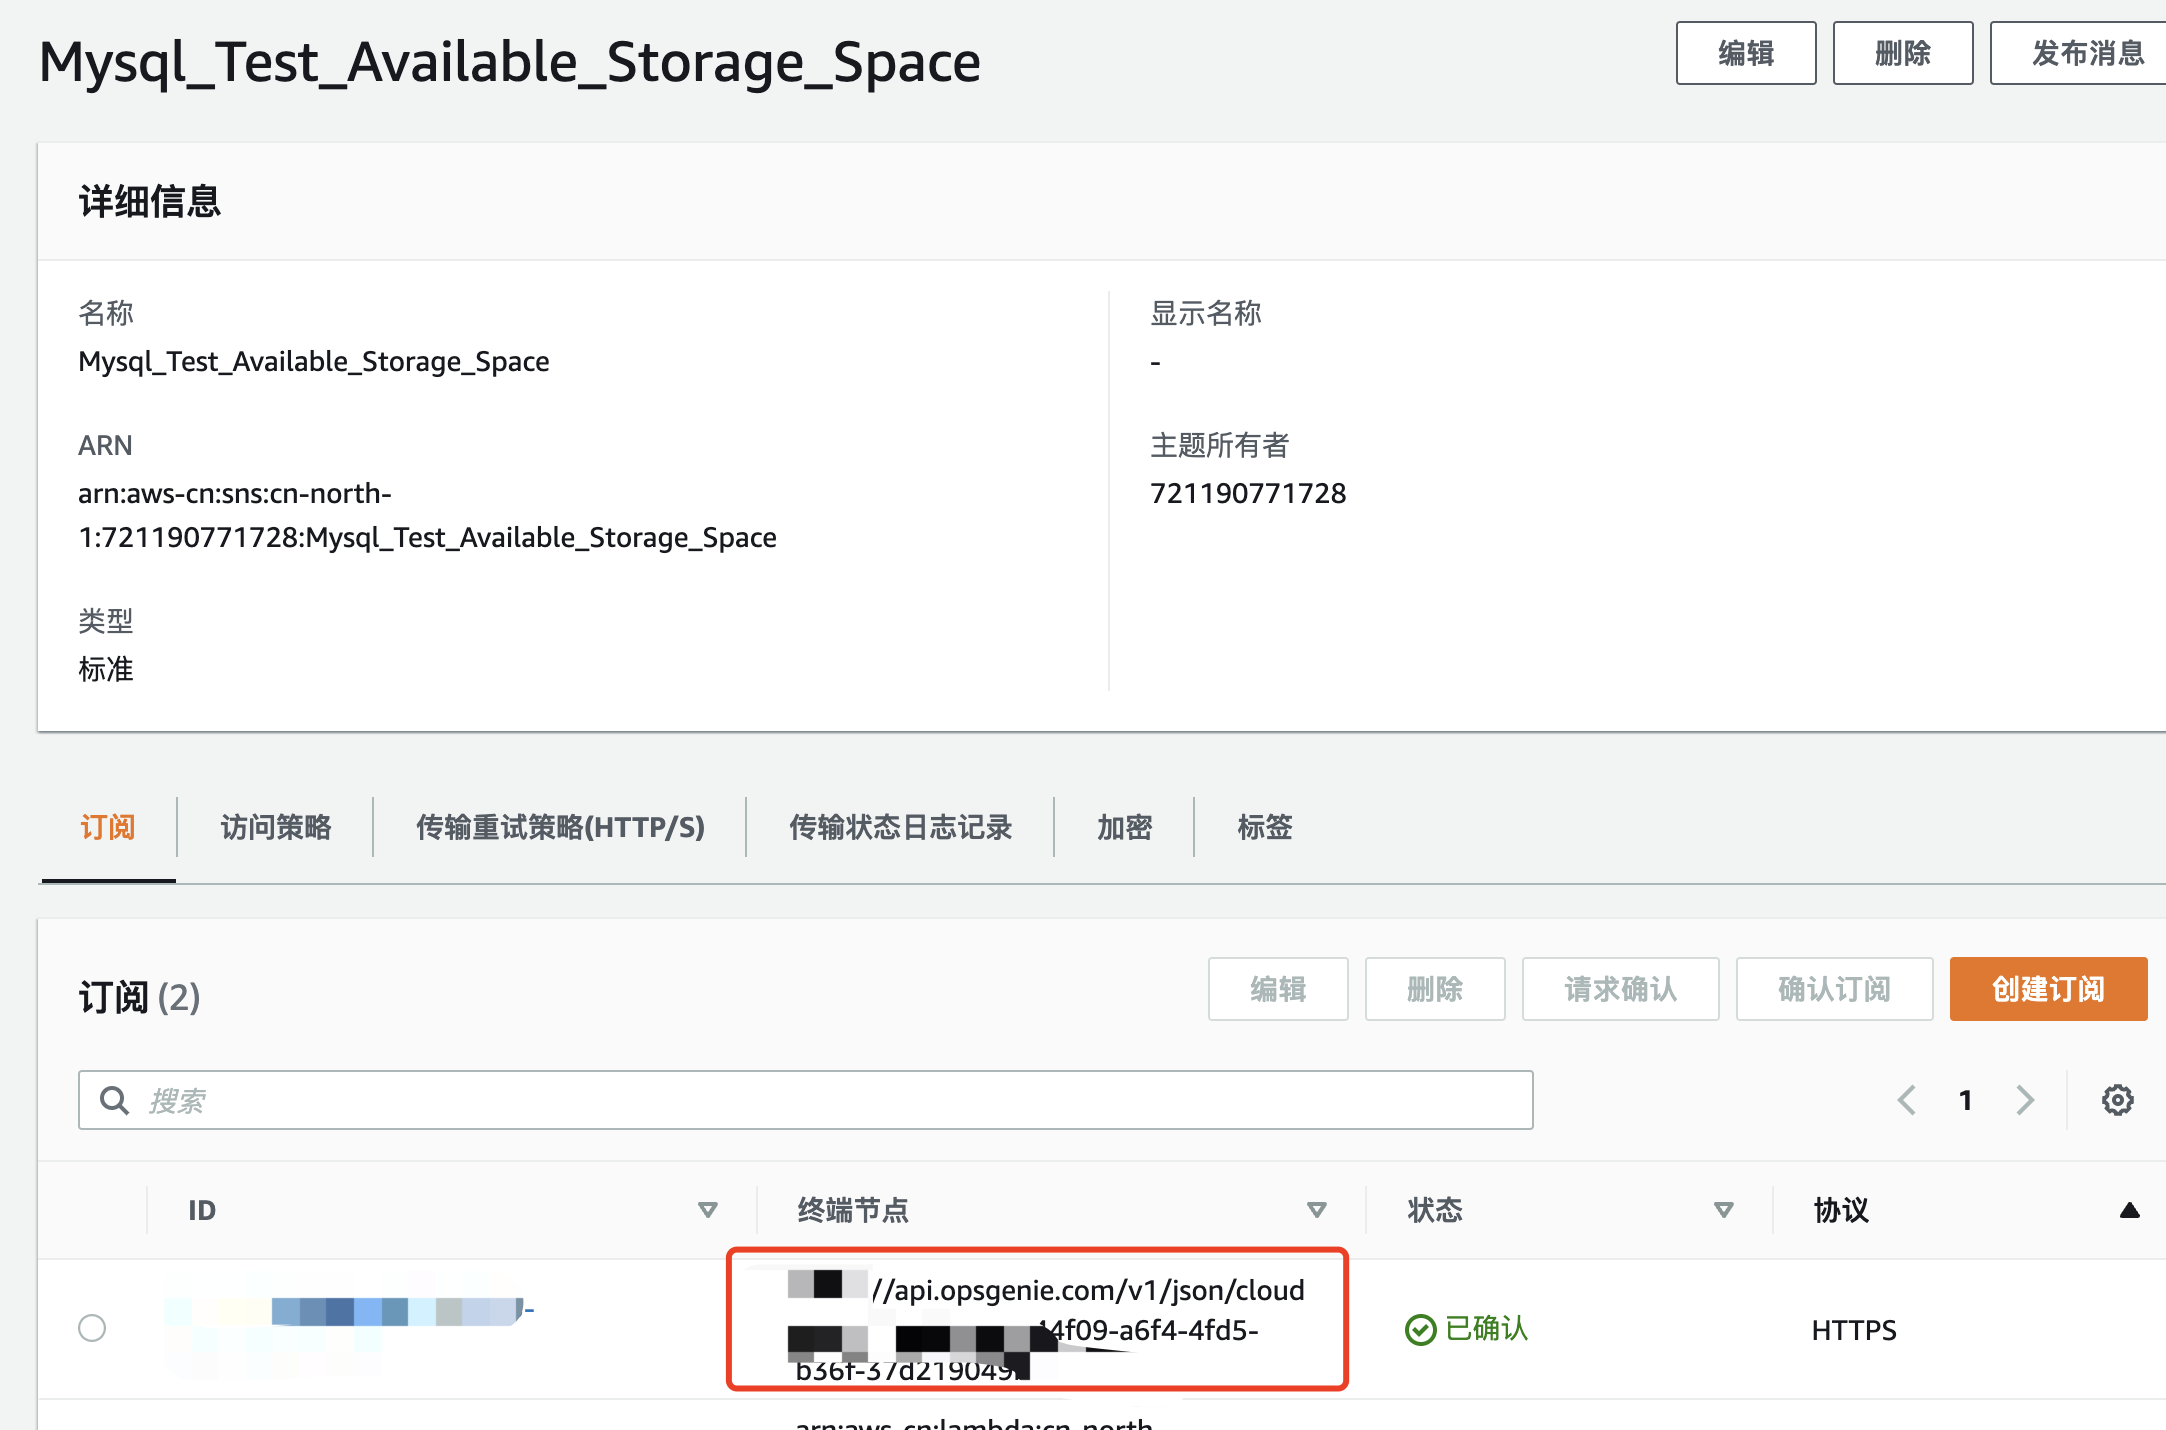 Mysql_Test_Available_Storage_Space
编辑
删除
发布消息
详细信息
名称
Mysql_Test_Available_Storage_Space
显示名称
-
ARN
arn:aws-cn:sns:cn-north-
1:721190771728:Mysql_Test_Available_Storage_Space
主题所有者
721190771728
类型
标准
订阅
访问策略
传输重试策略(HTTP/S)
传输状态日志记录
加密
标签
订阅 (2)
编辑
删除
请求确认
确认订阅
创建订阅
搜索
1
ID
终端节点
状态
协议
//api.opsgenie.com/v1/json/cloud
4f09-a6f4-4fd5-
b36f-37d219049
已确认
HTTPS
arn:aws-cn:lambda:cn-north-